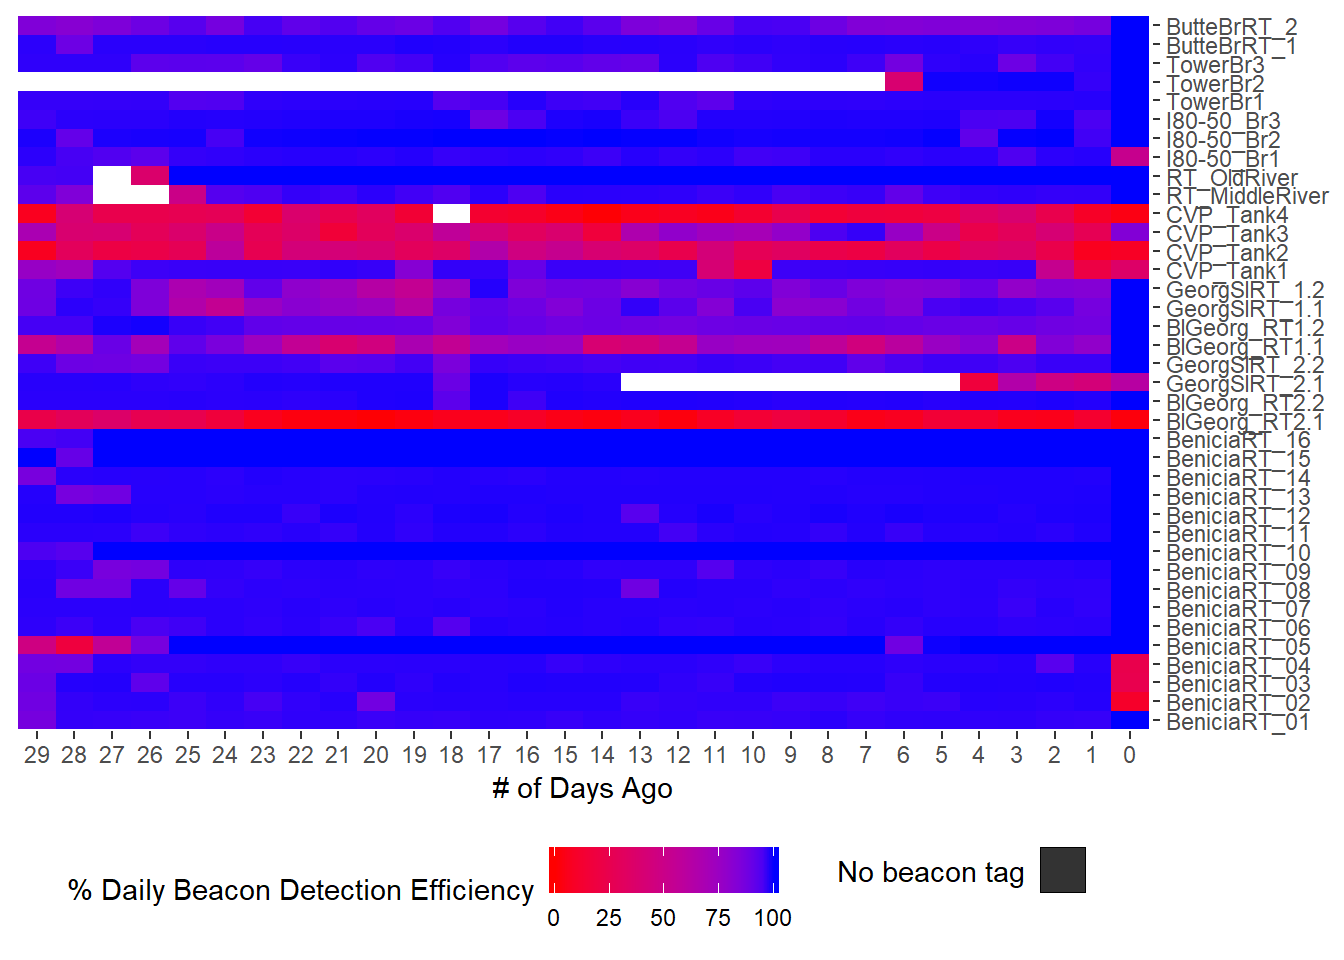 ButteBrRT_2
ButteBrRT_1
TowerBr3
TowerBr2
TowerBr1
I80-50_Br3
I80-50_Br2
I80-50_Br1
RT_OldRiver
RT_MiddleRiver
CVP_Tank4
CVP_Tank3
CVP_Tank2
CVP_Tank1
GeorgSlRT_1.2
GeorgSlRT_1.1
BlGeorg_RT1.2
BlGeorg_RT1.1
GeorgSlRT_2.2
GeorgSlRT_2.1
BlGeorg_RT2.2
BlGeorg_RT2.1
BeniciaRT_16
BeniciaRT_15
BeniciaRT_14
BeniciaRT_13
BeniciaRT_12
BeniciaRT_11
BeniciaRT_10
BeniciaRT_09
BeniciaRT_08
BeniciaRT_07
BeniciaRT_06
BeniciaRT_05
BeniciaRT_04
BeniciaRT_03
BeniciaRT_02
BeniciaRT_01
29 28 27 26 25 24 23 22 21 20 19 18 17 16 15 14 13 12 11 10 9 8 7 6 5 4 3 2 1 0
# of Days Ago
% Daily Beacon Detection Efficiency
0 25 50 75 100
No beacon tag